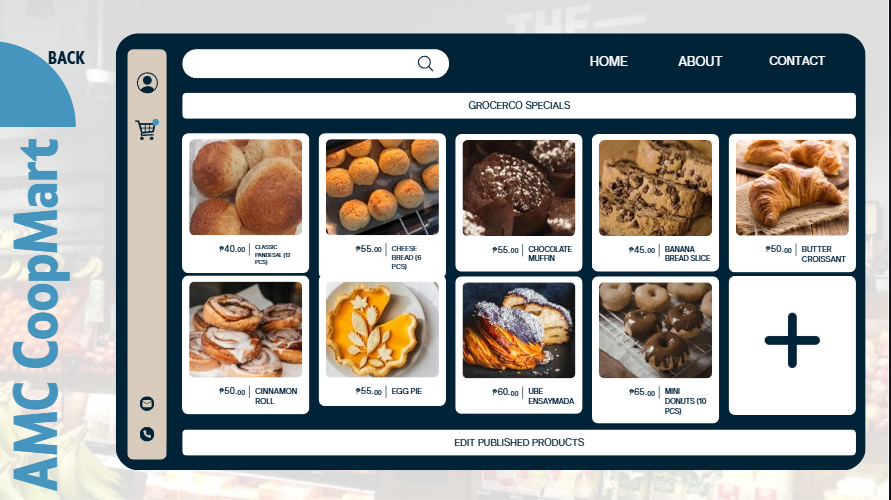 THE
BACK
AMC CoopMart
HOME
ABOUT
CONTACT
GROCERCO SPECIALS
₱40.00
CLASSIC
PANDESAL (12
PCS)
₱55.00
CHEESE
BREAD (6
PCS)
₱55.00
CHOCOLATE
MUFFIN
₱45.00
BANANA
BREAD SLICE
₱50.00
BUTTER
CROISSANT
₱50.00
CINNAMON
ROLL
₱55.00
EGG PIE
₱60.00
UBE
ENSAYMADA
₱65.00
MINI
DONUTS (10
PCS)
EDIT PUBLISHED PRODUCTS